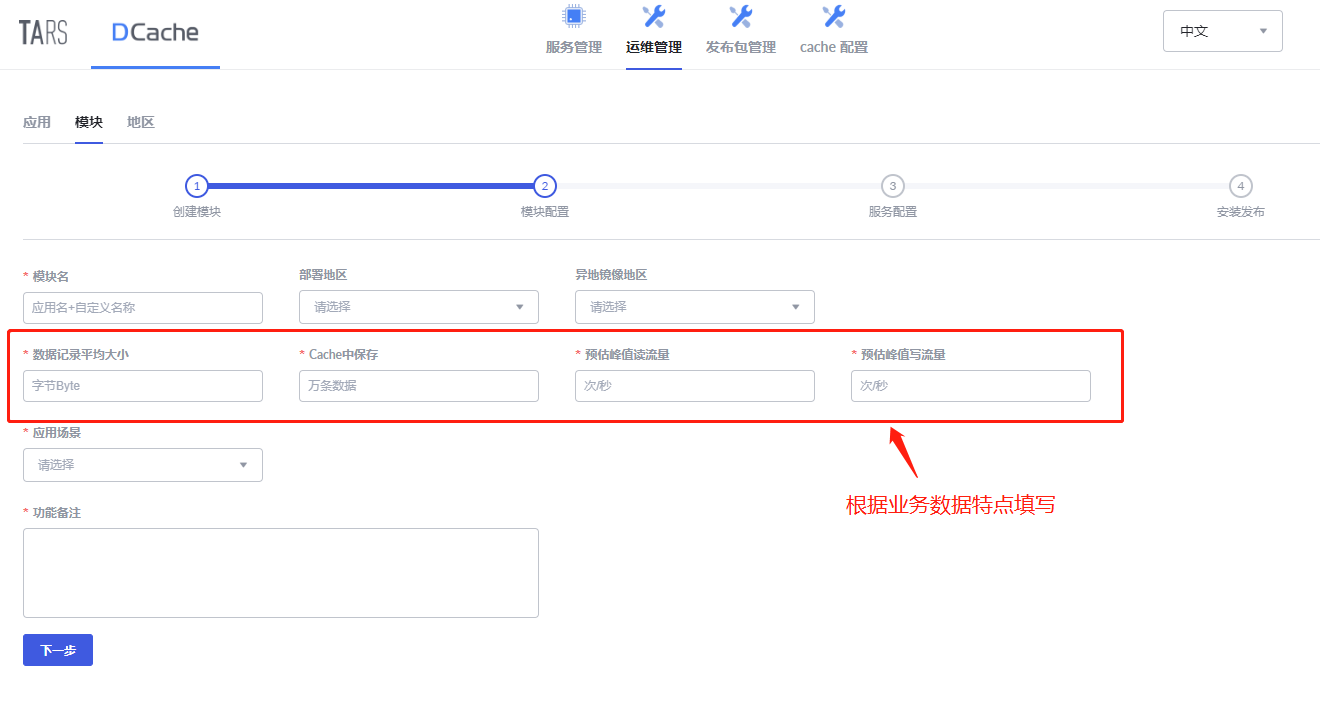 TARS
DCache
服务管理
运维管理
发布包管理
cache 配置
中文
应用
模块
地区
1
2
3
4
创建模块
模块配置
服务配置
安装发布
* 模块名
部署地区
异地镜像地区
应用名+自定义名称
请选择
请选择
* 数据记录平均大小
* Cache中保存
* 预估峰值读流量
* 预估峰值写流量
字节Byte
万条数据
次/秒
次/秒
* 应用场景
请选择
根据业务数据特点填写
* 功能备注
下一步